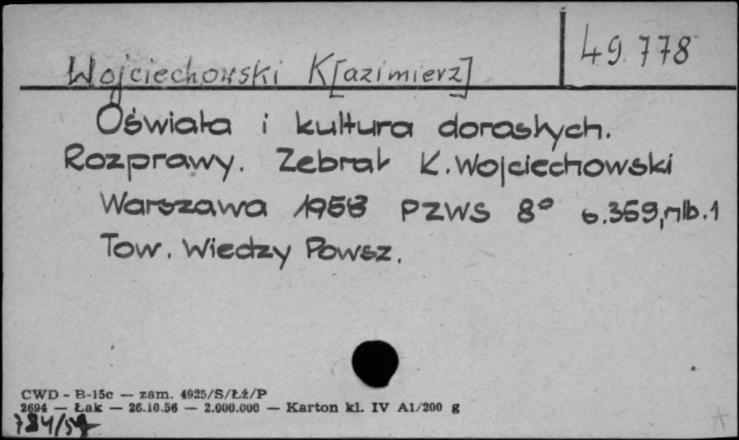 49.778
Wojciechowski K[azimierz]
Oświata i kultura dorosłych.
Rozprawy. Zebrał K. Wojciechowski
Warszawa 1958 PZWS 8° s.369, nlb.1
Tow. Wiedzy Powsz.
CWD - B-15c — zam. 4925/S/Łź/P
2694 — Łak — 26.10.56 — 2.000.000 — Karton kl. IV A1/200 g